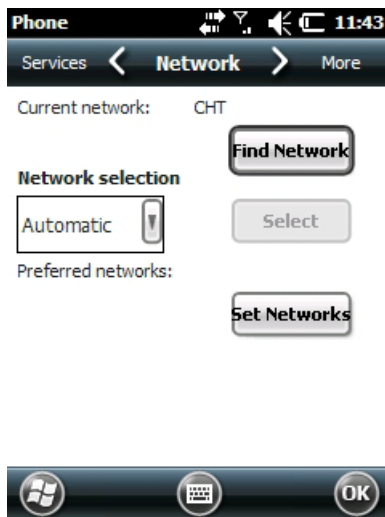 Phone 11:43
Services Network More
Current network: CHT
Find Network
Network selection
Automatic Select
Preferred networks:
Set Networks
OK